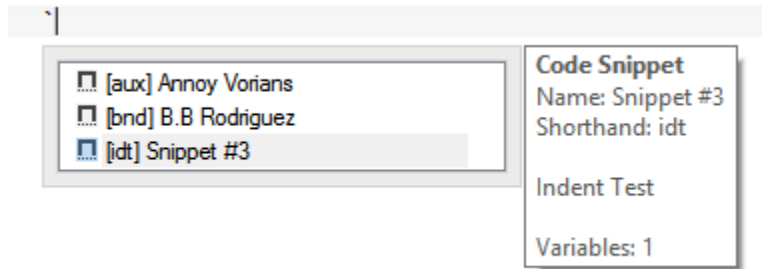 `
[aux] Annoy Vorians
[bnd] B.B Rodriguez
[idt] Snippet #3
Code Snippet
Name: Snippet #3
Shorthand: idt
Indent Test
Variables: 1